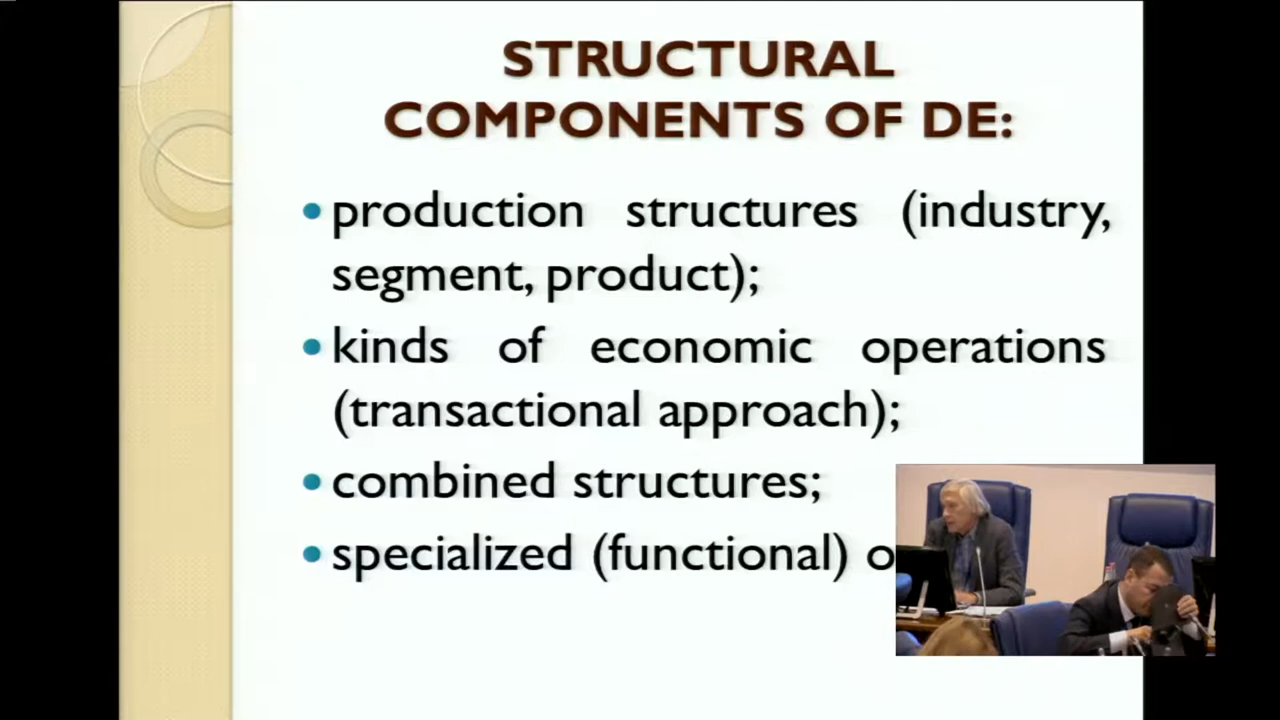 STRUCTURAL
COMPONENTS OF DE:
production structures (industry,
segment, product);
kinds of economic operations
(transactional approach);
combined structures;
specialized (functional)